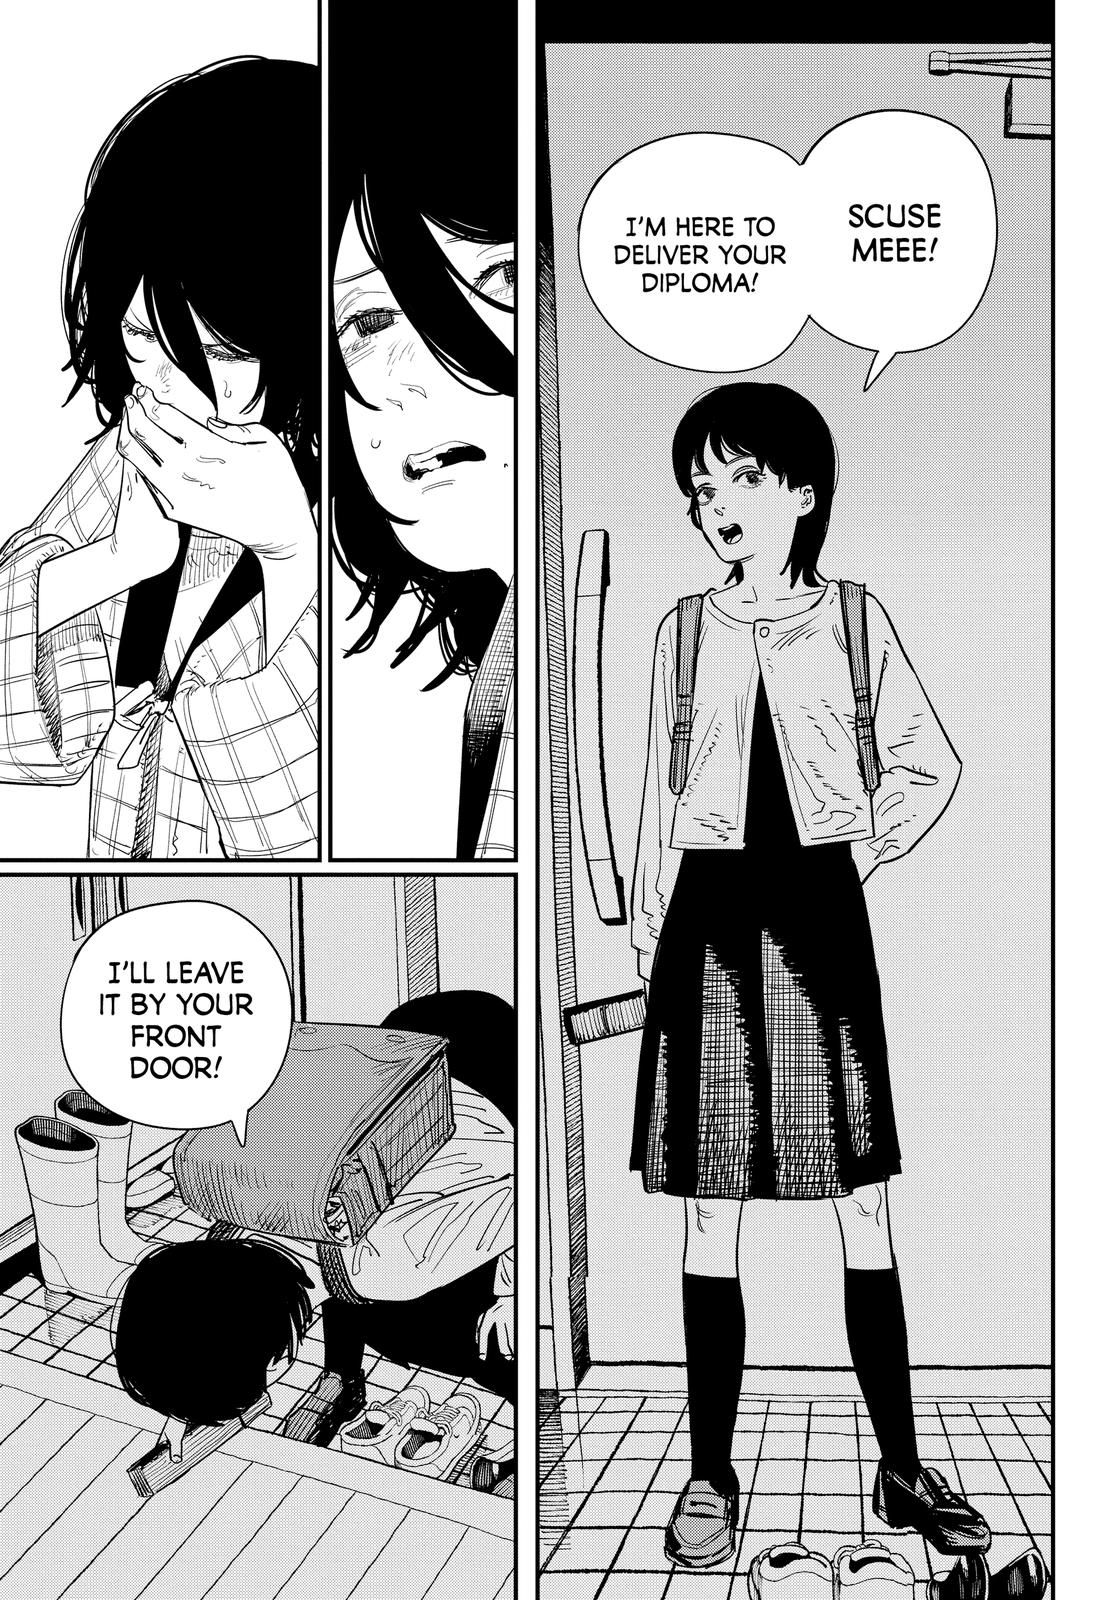 SCUSE
MEEE!
I'M HERE TO
DELIVER YOUR
DIPLOMA!
I'LL LEAVE
IT BY YOUR
FRONT
DOOR!